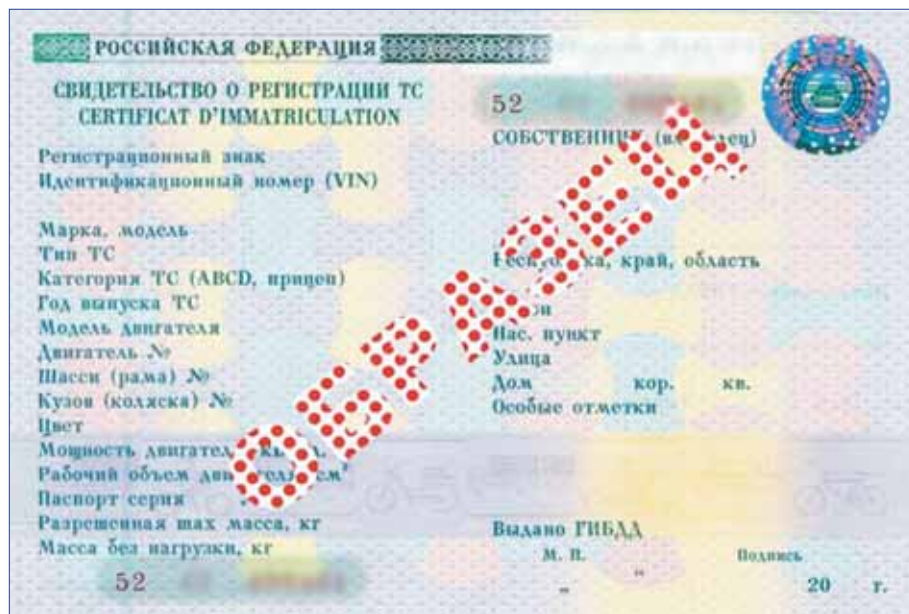 РОССИЙСКАЯ ФЕДЕРАЦИЯ
СВИДЕТЕЛЬСТВО О РЕГИСТРАЦИИ ТС
CERTIFICAT D'IMMATRICULATION
Регистрационный знак
Идентификационный номер (VIN)
Марка, модель
Тип ТС
Категория ТС (ABCD, прицеп)
Год выпуска ТС
Модель двигателя
Двигатель №
Шасси (рама) №
Кузов (коляска) №
Цвет
Мощность
Рабочий объем
Паспорт серия
Разрешенная max масса, кг
Масса без нагрузки, кг
52
52
СОБСТВЕННИК
край, область
Нас. пункт
Улица
Дом кор. кв.
Особые отметки
Выдано ГИБДД
М. П. Подпись
„ “ 20 г.
ОБРАЗЕЦ